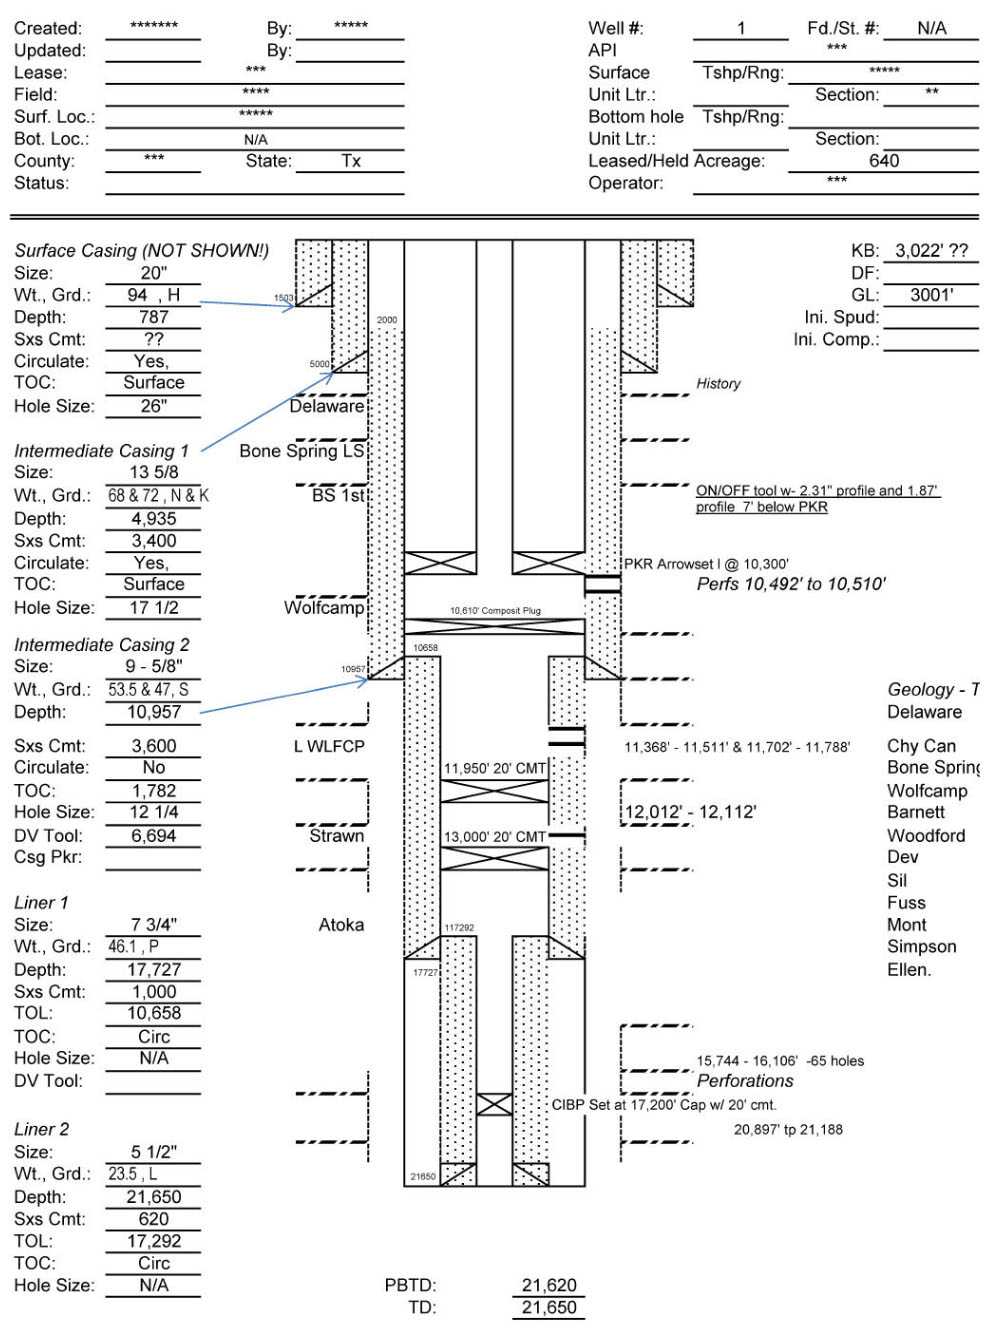 Created: ******* By: ***** Well #: 1 Fd./St. #: N/A
Updated: By: API ***
Lease: *** Surface Tshp/Rng: *****
Field: **** Unit Ltr.: Section: **
Surf. Loc.: ***** Bottom hole Tshp/Rng:
Bot. Loc.: N/A Unit Ltr.: Section:
County: *** State: Tx Leased/Held Acreage: 640
Status: Operator: ***
Surface Casing (NOT SHOWN!)
Size: 20"
Wt., Grd.: 94 , H
Depth: 787
Sxs Cmt: ??
Circulate: Yes,
TOC: Surface
Hole Size: 26"
Intermediate Casing 1
Size: 13 5/8
Wt., Grd.: 68 & 72 , N & K
Depth: 4,935
Sxs Cmt: 3,400
Circulate: Yes,
TOC: Surface
Hole Size: 17 1/2
Intermediate Casing 2
Size: 9 - 5/8"
Wt., Grd.: 53.5 & 47, S
Depth: 10,957
Sxs Cmt: 3,600
Circulate: No
TOC: 1,782
Hole Size: 12 1/4
DV Tool: 6,694
Csg Pkr:
Liner 1
Size: 7 3/4"
Wt., Grd.: 46.1 , P
Depth: 17,727
Sxs Cmt: 1,000
TOL: 10,658
TOC: Circ
Hole Size: N/A
DV Tool:
Liner 2
Size: 5 1/2"
Wt., Grd.: 23.5 , L
Depth: 21,650
Sxs Cmt: 620
TOL: 17,292
TOC: Circ
Hole Size: N/A
1503
2000
5000
Delaware
Bone Spring LS
BS 1st
Wolfcamp
10,610' Composit Plug
10658
10957
L WLFCP
11,950' 20' CMT
Strawn
13,000' 20' CMT
Atoka
117292
17727
21650
PBTD: 21,620
TD: 21,650
KB: 3,022' ??
DF:
GL: 3001'
Ini. Spud:
Ini. Comp.:
History
ON/OFF tool w- 2.31" profile and 1.87'
profile 7' below PKR
PKR Arrowset I @ 10,300'
Perfs 10,492' to 10,510'
11,368' - 11,511' & 11,702' - 11,788'
12,012' - 12,112'
15,744 - 16,106' -65 holes
Perforations
CIBP Set at 17,200' Cap w/ 20' cmt.
20,897' tp 21,188
Geology - T
Delaware
Chy Can
Bone Spring
Wolfcamp
Barnett
Woodford
Dev
Sil
Fuss
Mont
Simpson
Ellen.